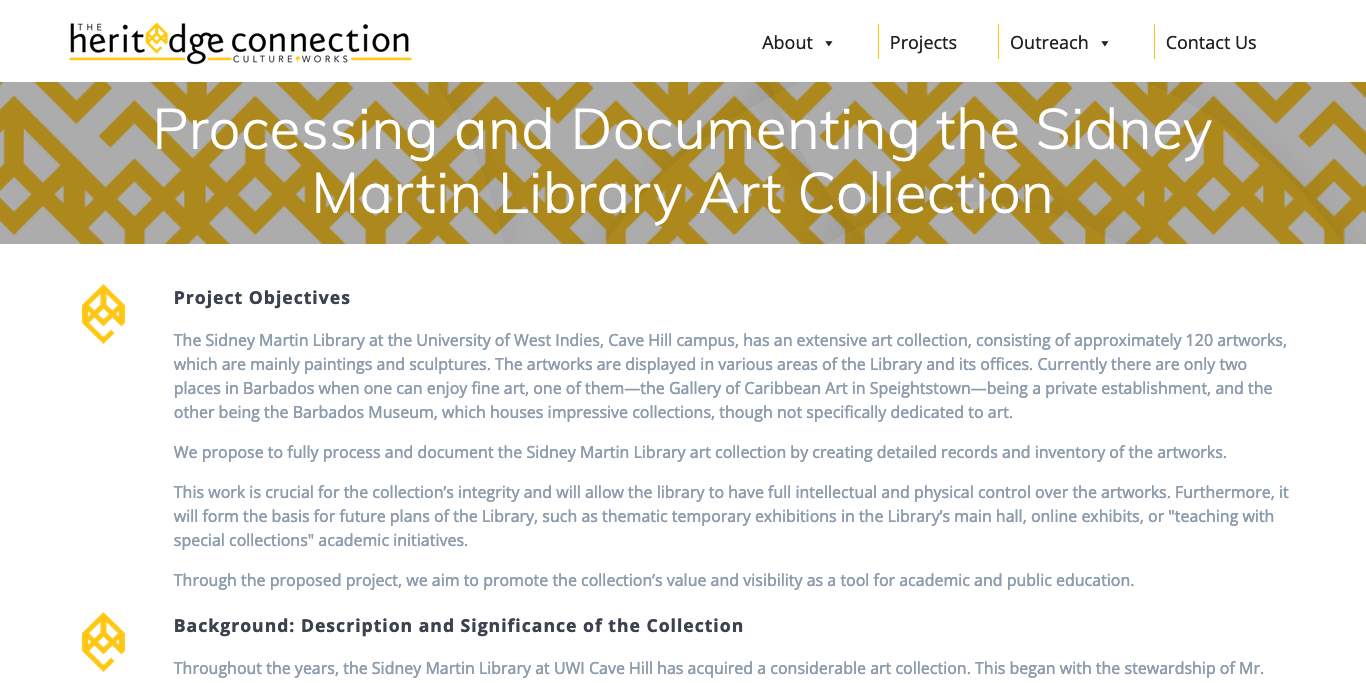 THE
heritedge connection
CULTURE WORKS
About
Projects
Outreach
Contact Us
Processing and Documenting the Sidney
Martin Library Art Collection
Project Objectives
The Sidney Martin Library at the University of West Indies, Cave Hill campus, has an extensive art collection, consisting of approximately 120 artworks,
which are mainly paintings and sculptures. The artworks are displayed in various areas of the Library and its offices. Currently there are only two
places in Barbados when one can enjoy fine art, one of them—the Gallery of Caribbean Art in Speightstown—being a private establishment, and the
other being the Barbados Museum, which houses impressive collections, though not specifically dedicated to art.
We propose to fully process and document the Sidney Martin Library art collection by creating detailed records and inventory of the artworks.
This work is crucial for the collection’s integrity and will allow the library to have full intellectual and physical control over the artworks. Furthermore, it
will form the basis for future plans of the Library, such as thematic temporary exhibitions in the Library’s main hall, online exhibits, or "teaching with
special collections" academic initiatives.
Through the proposed project, we aim to promote the collection’s value and visibility as a tool for academic and public education.
Background: Description and Significance of the Collection
Throughout the years, the Sidney Martin Library at UWI Cave Hill has acquired a considerable art collection. This began with the stewardship of Mr.